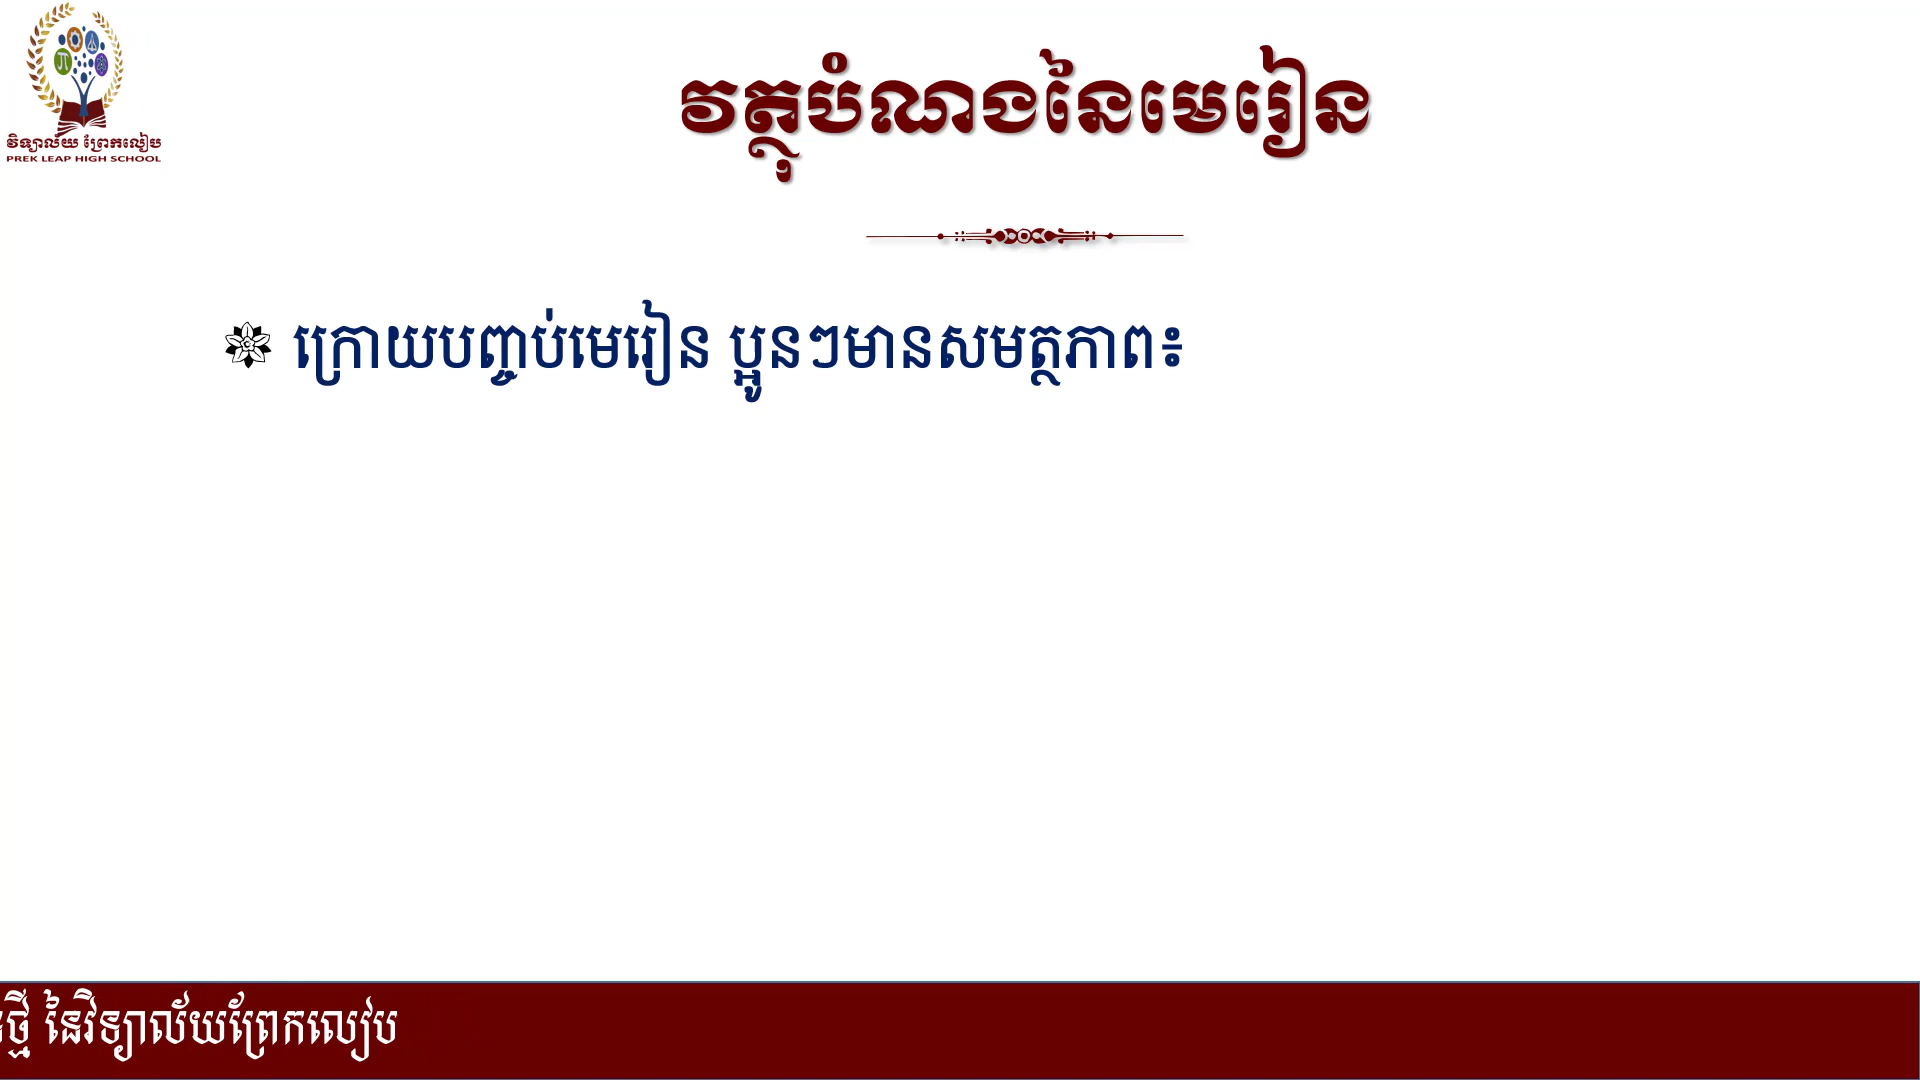 វិទ្យាល័យ ព្រែកលៀប
PREK LEAP HIGH SCHOOL
វត្ថុបំណងនៃមេរៀន
ក្រោយបញ្ចប់មេរៀន ប្អូនៗមានសមត្ថភាព៖
នៃវិទ្យាល័យព្រែកលៀប